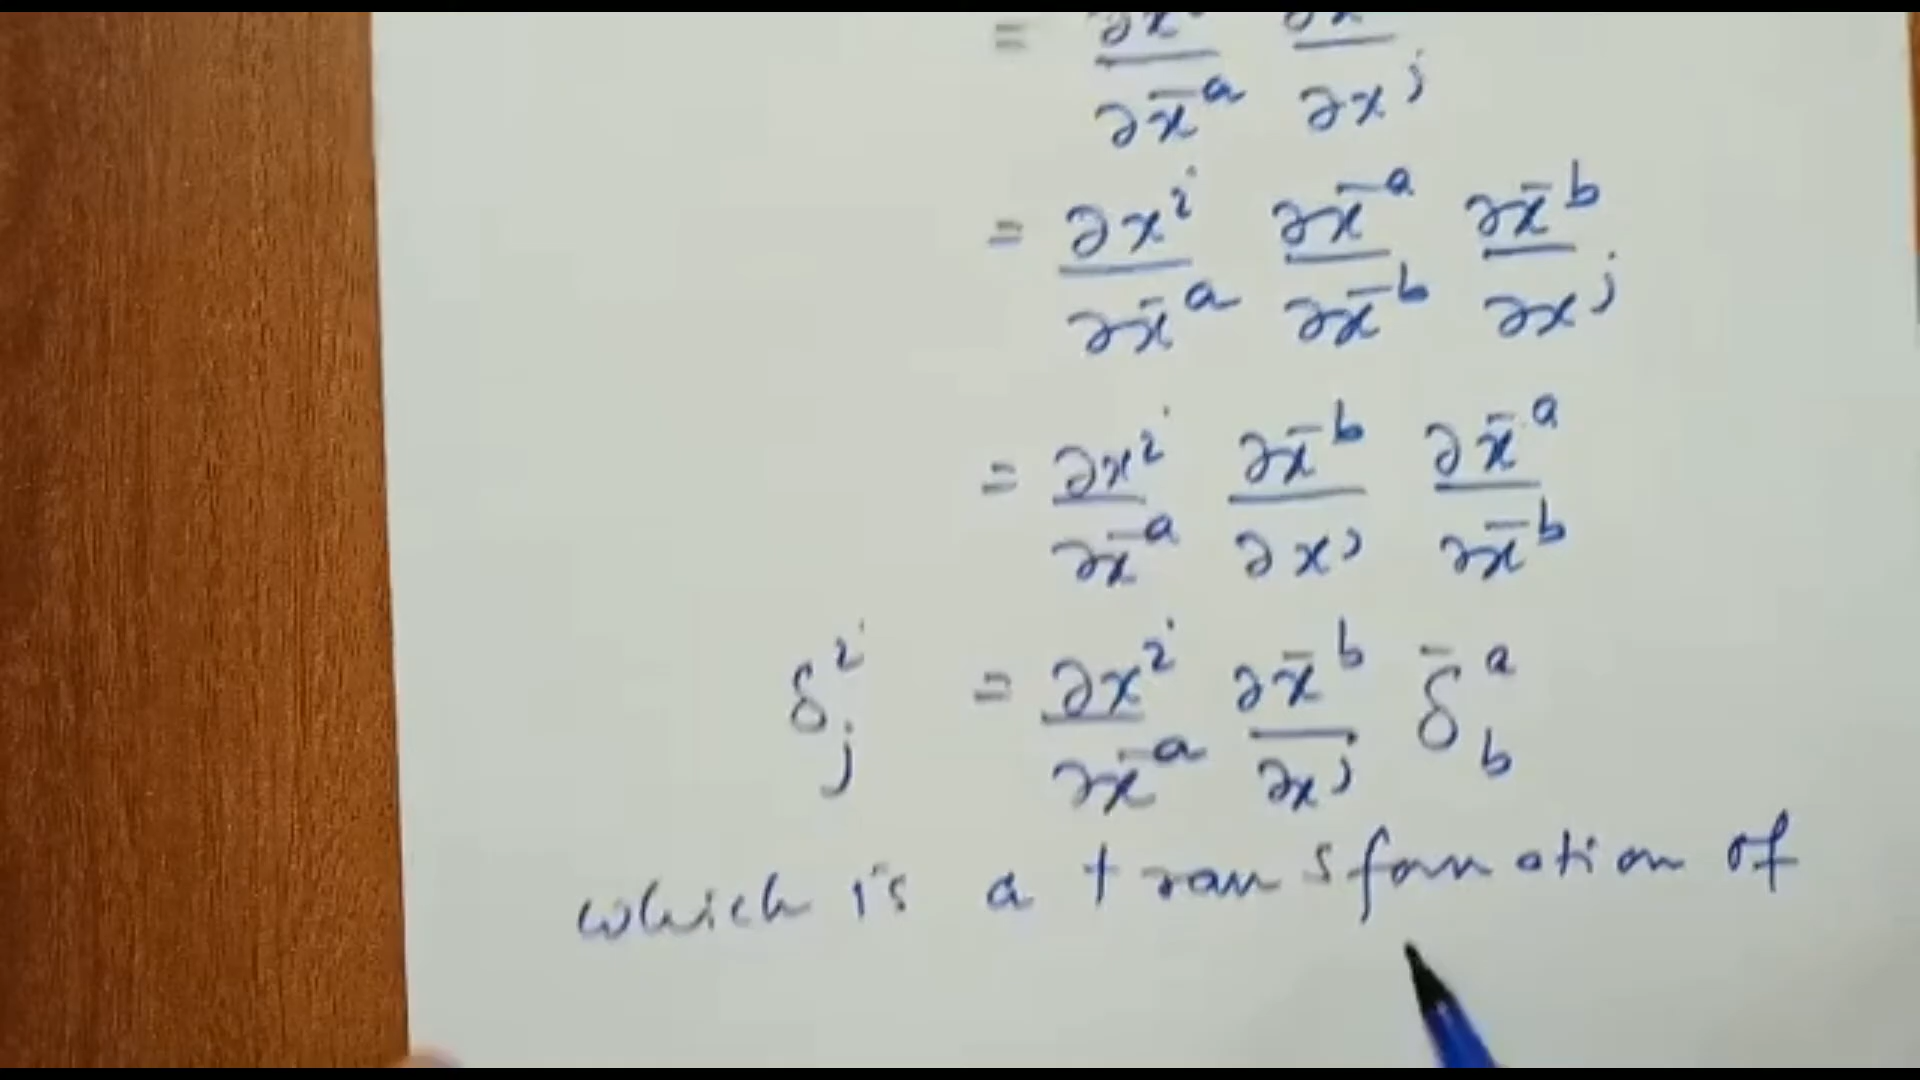 = ∂x / ∂x̄^a ∂x / ∂x^j
= ∂x^i / ∂x̄^a ∂x̄^a / ∂x̄^b ∂x̄^b / ∂x^j
= ∂x^i / ∂x̄^a ∂x̄^b / ∂x^j ∂x̄^a / ∂x̄^b
δ^i_j = ∂x^i / ∂x̄^a ∂x̄^b / ∂x^j δ̄^a_b
which is a transformation of